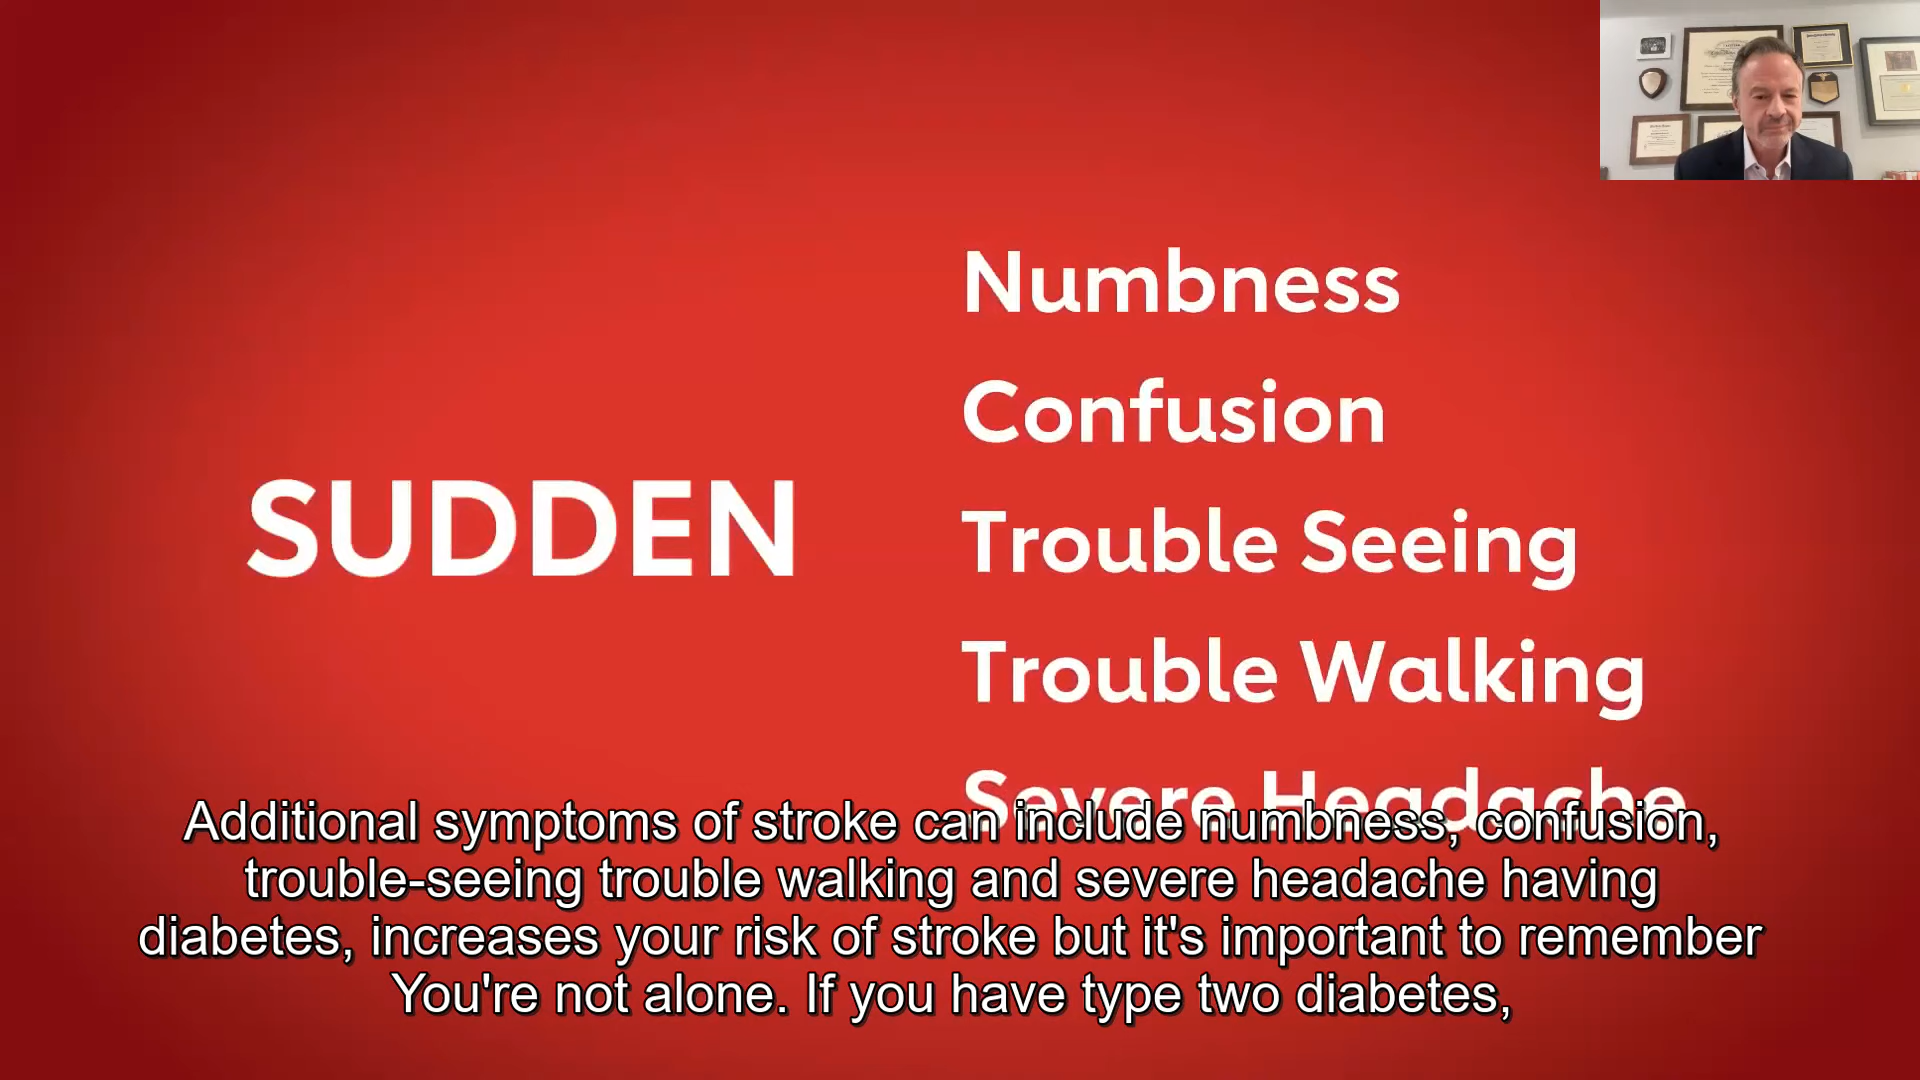 Numbness
Confusion
SUDDEN
Trouble Seeing
Trouble Walking
Severe Headache
Additional symptoms of stroke can include numbness, confusion,
trouble-seeing trouble walking and severe headache having
diabetes, increases your risk of stroke but it's important to remember
You're not alone. If you have type two diabetes,